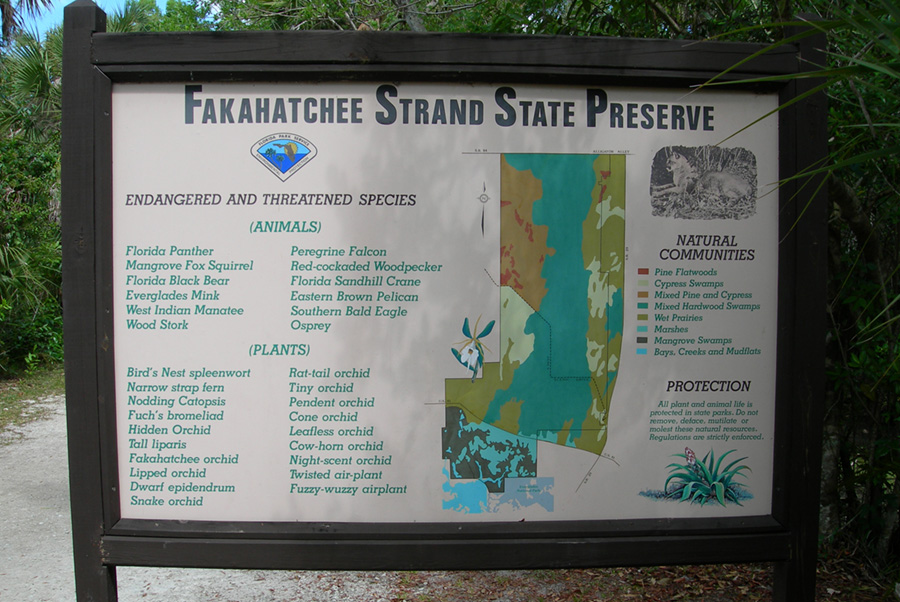 FAKAHATCHEE STRAND STATE PRESERVE
FLORIDA PARK SERVICE
ENDANGERED AND THREATENED SPECIES
(ANIMALS)
Florida Panther
Mangrove Fox Squirrel
Florida Black Bear
Everglades Mink
West Indian Manatee
Wood Stork
Peregrine Falcon
Red-cockaded Woodpecker
Florida Sandhill Crane
Eastern Brown Pelican
Southern Bald Eagle
Osprey
(PLANTS)
Bird's Nest spleenwort
Narrow strap fern
Nodding Catopsis
Fuch's bromeliad
Hidden Orchid
Tall liparis
Fakahatchee orchid
Lipped orchid
Dwarf epidendrum
Snake orchid
Rat-tail orchid
Tiny orchid
Pendent orchid
Cone orchid
Leafless orchid
Cow-horn orchid
Night-scent orchid
Twisted air-plant
Fuzzy-wuzzy airplant
ALLIGATOR ALLEY
NATURAL
COMMUNITIES
Pine Flatwoods
Cypress Swamps
Mixed Pine and Cypress
Mixed Hardwood Swamps
Wet Prairies
Marshes
Mangrove Swamps
Bays, Creeks and Mudflats
PROTECTION
All plant and animal life is
protected in state parks. Do not
remove, deface, mutilate or
molest these natural resources.
Regulations are strictly enforced.